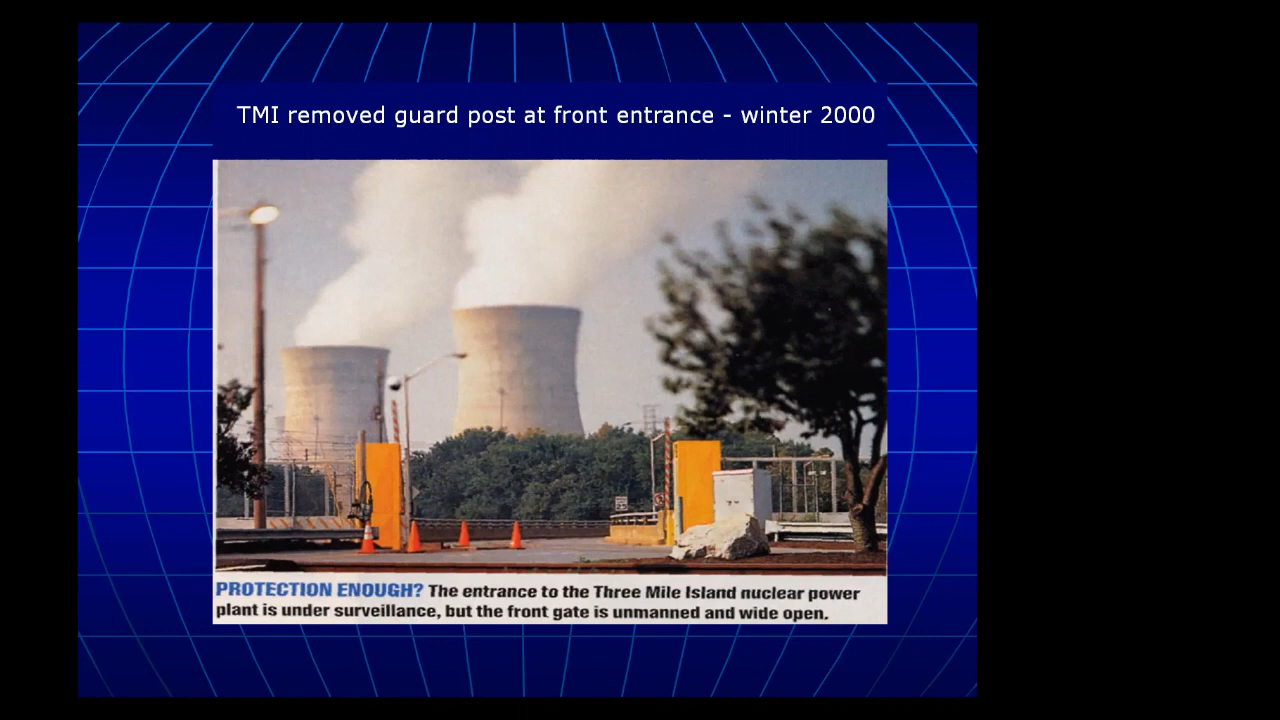 TMI removed guard post at front entrance - winter 2000
PROTECTION ENOUGH? The entrance to the Three Mile Island nuclear power
plant is under surveillance, but the front gate is unmanned and wide open.